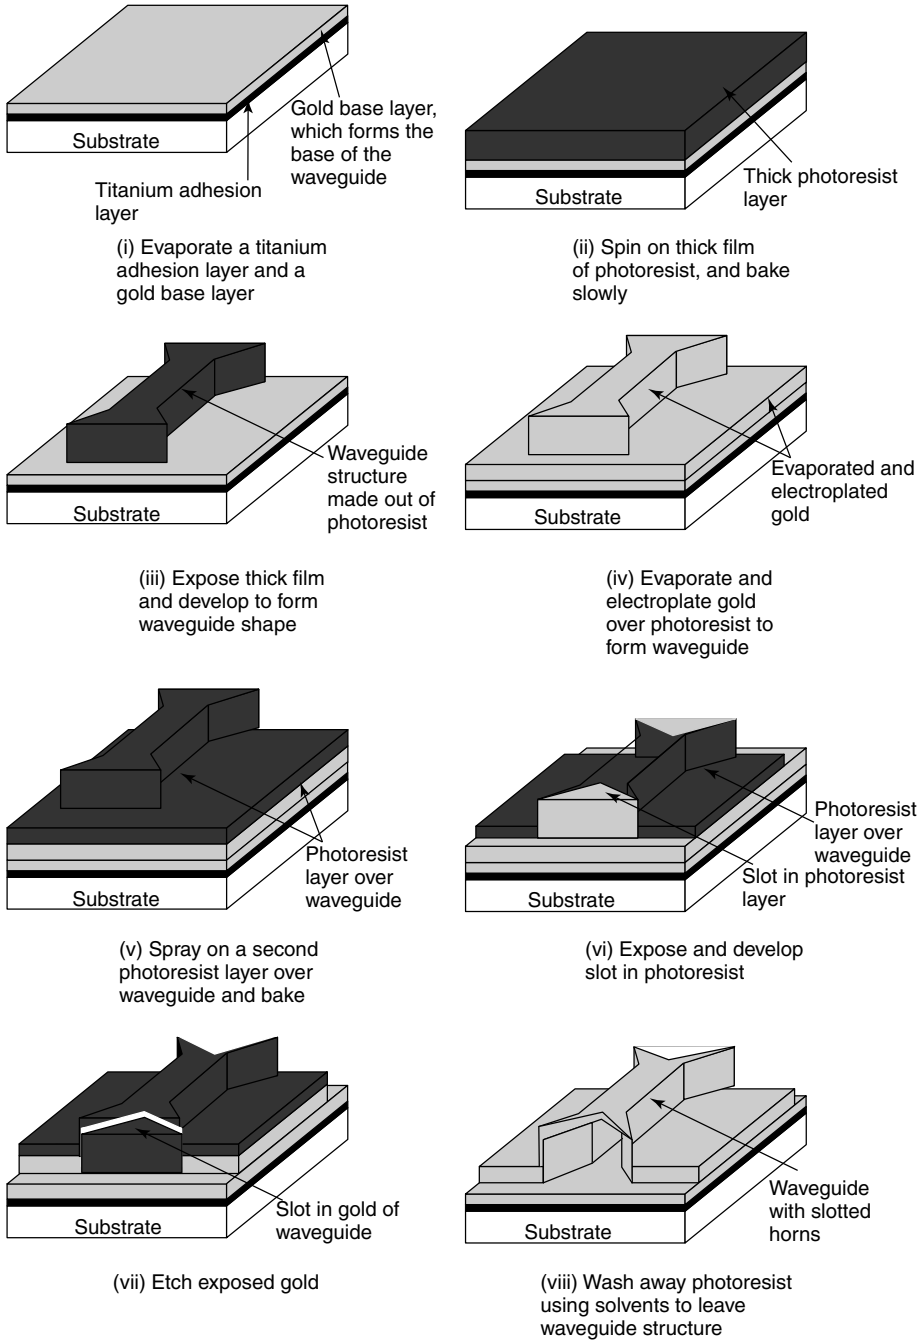 Gold base layer,
which forms the
base of the
waveguide
Substrate
Titanium adhesion
layer
(i) Evaporate a titanium
adhesion layer and a
gold base layer
Thick photoresist
layer
Substrate
(ii) Spin on thick film
of photoresist, and bake
slowly
Waveguide
structure
made out of
photoresist
Substrate
(iii) Expose thick film
and develop to form
waveguide shape
Evaporated and
electroplated
gold
Substrate
(iv) Evaporate and
electroplate gold
over photoresist to
form waveguide
Photoresist
layer over
waveguide
Substrate
(v) Spray on a second
photoresist layer over
waveguide and bake
Photoresist
layer over
waveguide
Slot in photoresist
layer
Substrate
(vi) Expose and develop
slot in photoresist
Slot in gold of
waveguide
Substrate
(vii) Etch exposed gold
Waveguide
with slotted
horns
Substrate
(viii) Wash away photoresist
using solvents to leave
waveguide structure